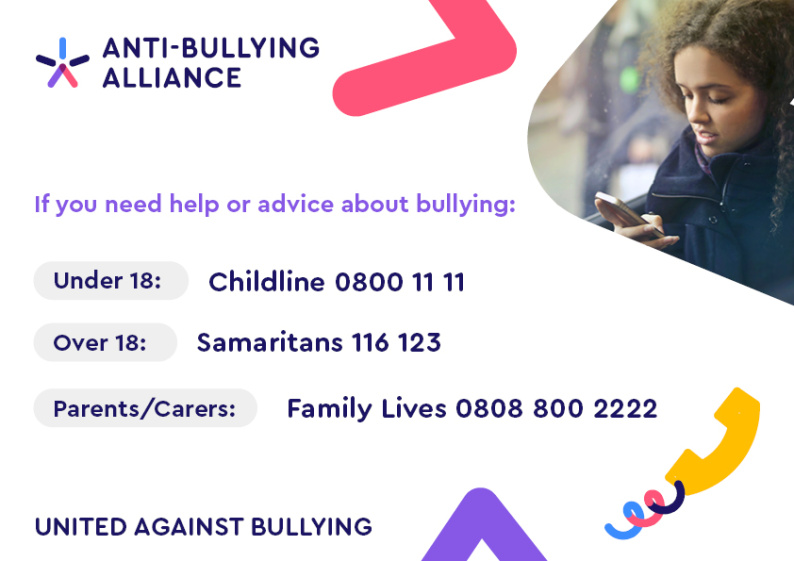 ANTI-BULLYING
ALLIANCE
If you need help or advice about bullying:
Under 18: Childline 0800 11 11
Over 18: Samaritans 116 123
Parents/Carers: Family Lives 0808 800 2222
UNITED AGAINST BULLYING